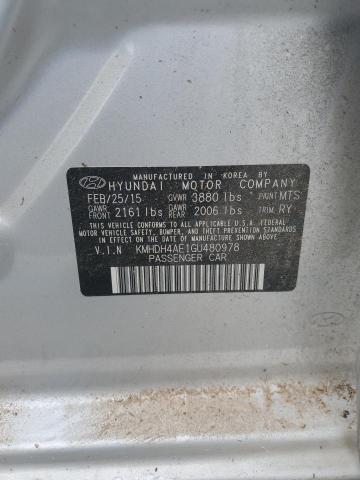 MANUFACTURED IN KOREA BY
HYUNDAI MOTOR COMPANY
FEB/25/15 GVWR 3880 lbs PAINT MTS
GAWR FRONT 2161 lbs GAWR REAR 2006 lbs TRIM RY
THIS VEHICLE CONFORMS TO ALL APPLICABLE U.S.A.
FEDERAL MOTOR VEHICLE SAFETY, BUMPER, AND
THEFT PREVENTION STANDARDS IN EFFECT ON THE
DATE OF MANUFACTURE SHOWN ABOVE.
V.I.N KMHDH4AE1GU480978
PASSENGER CAR